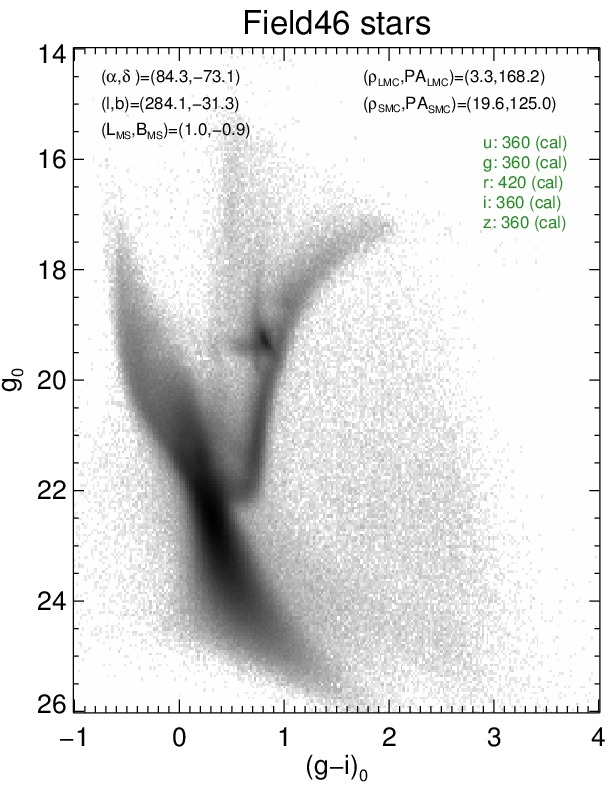 Field46 stars
14
(α,δ )=(84.3,−73.1)
(ρLMC,PALMC)=(3.3,168.2)
(l,b)=(284.1,−31.3)
(ρSMC,PASMC)=(19.6,125.0)
(LMS,BMS)=(1.0,−0.9)
u: 360 (cal)
g: 360 (cal)
r: 420 (cal)
i: 360 (cal)
z: 360 (cal)
16
18
20
22
24
26
g0
−1 0 1 2 3 4
(g−i)0